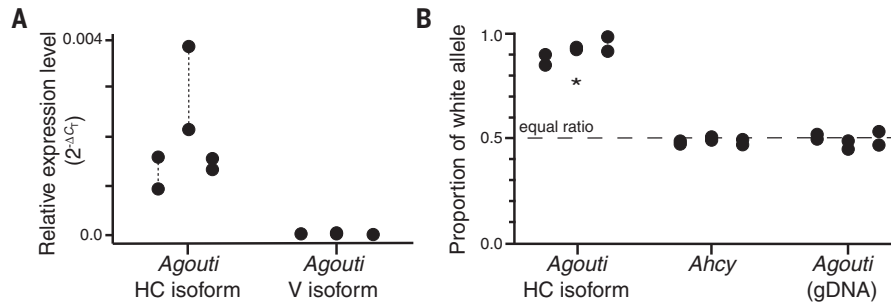 A
Relative expression level
(2-ΔCT)
0.004
0.0
Agouti
HC isoform
Agouti
V isoform
B
Proportion of white allele
1.0
0.5
0.0
equal ratio
*
Agouti
HC isoform
Ahcy
Agouti
(gDNA)